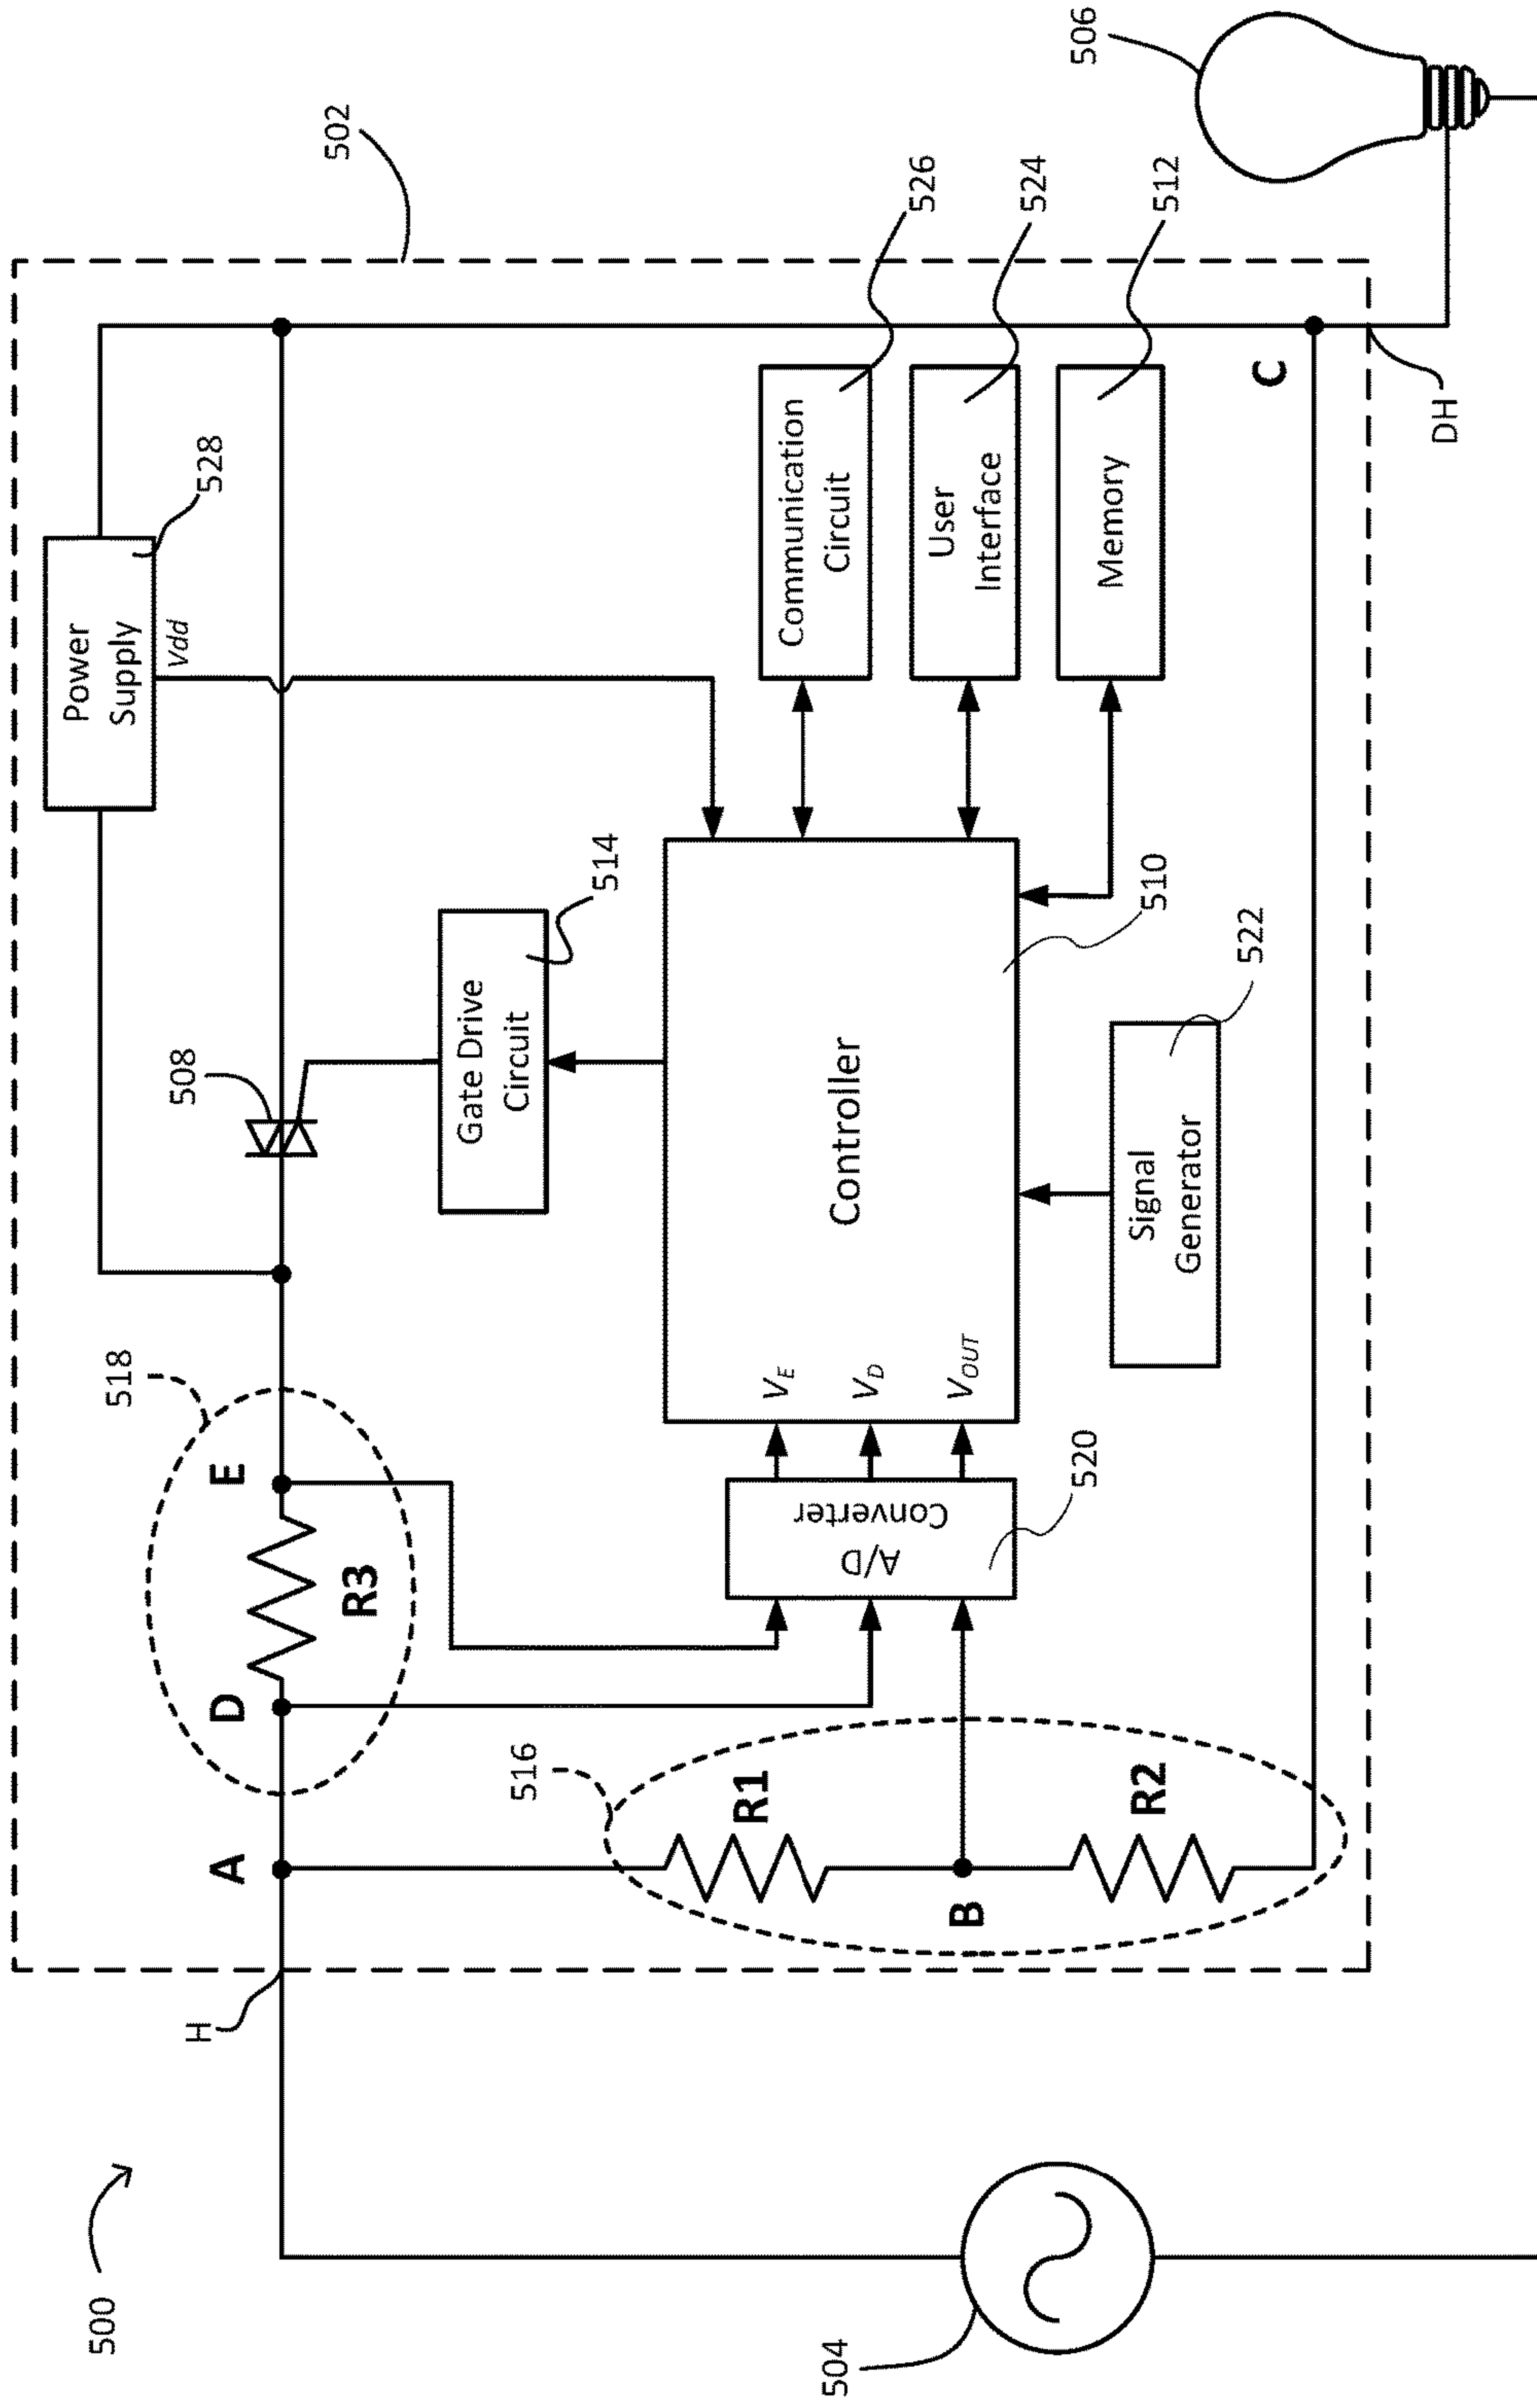 500
504
H
502
A
D
R3
E
518
508
Power
Supply
528
Vdd
Gate Drive
Circuit
514
516
R1
B
R2
A/D
Converter
520
V_E
V_D
V_OUT
Controller
510
Signal
Generator
522
Communication
Circuit
526
User
Interface
524
Memory
512
C
DH
506